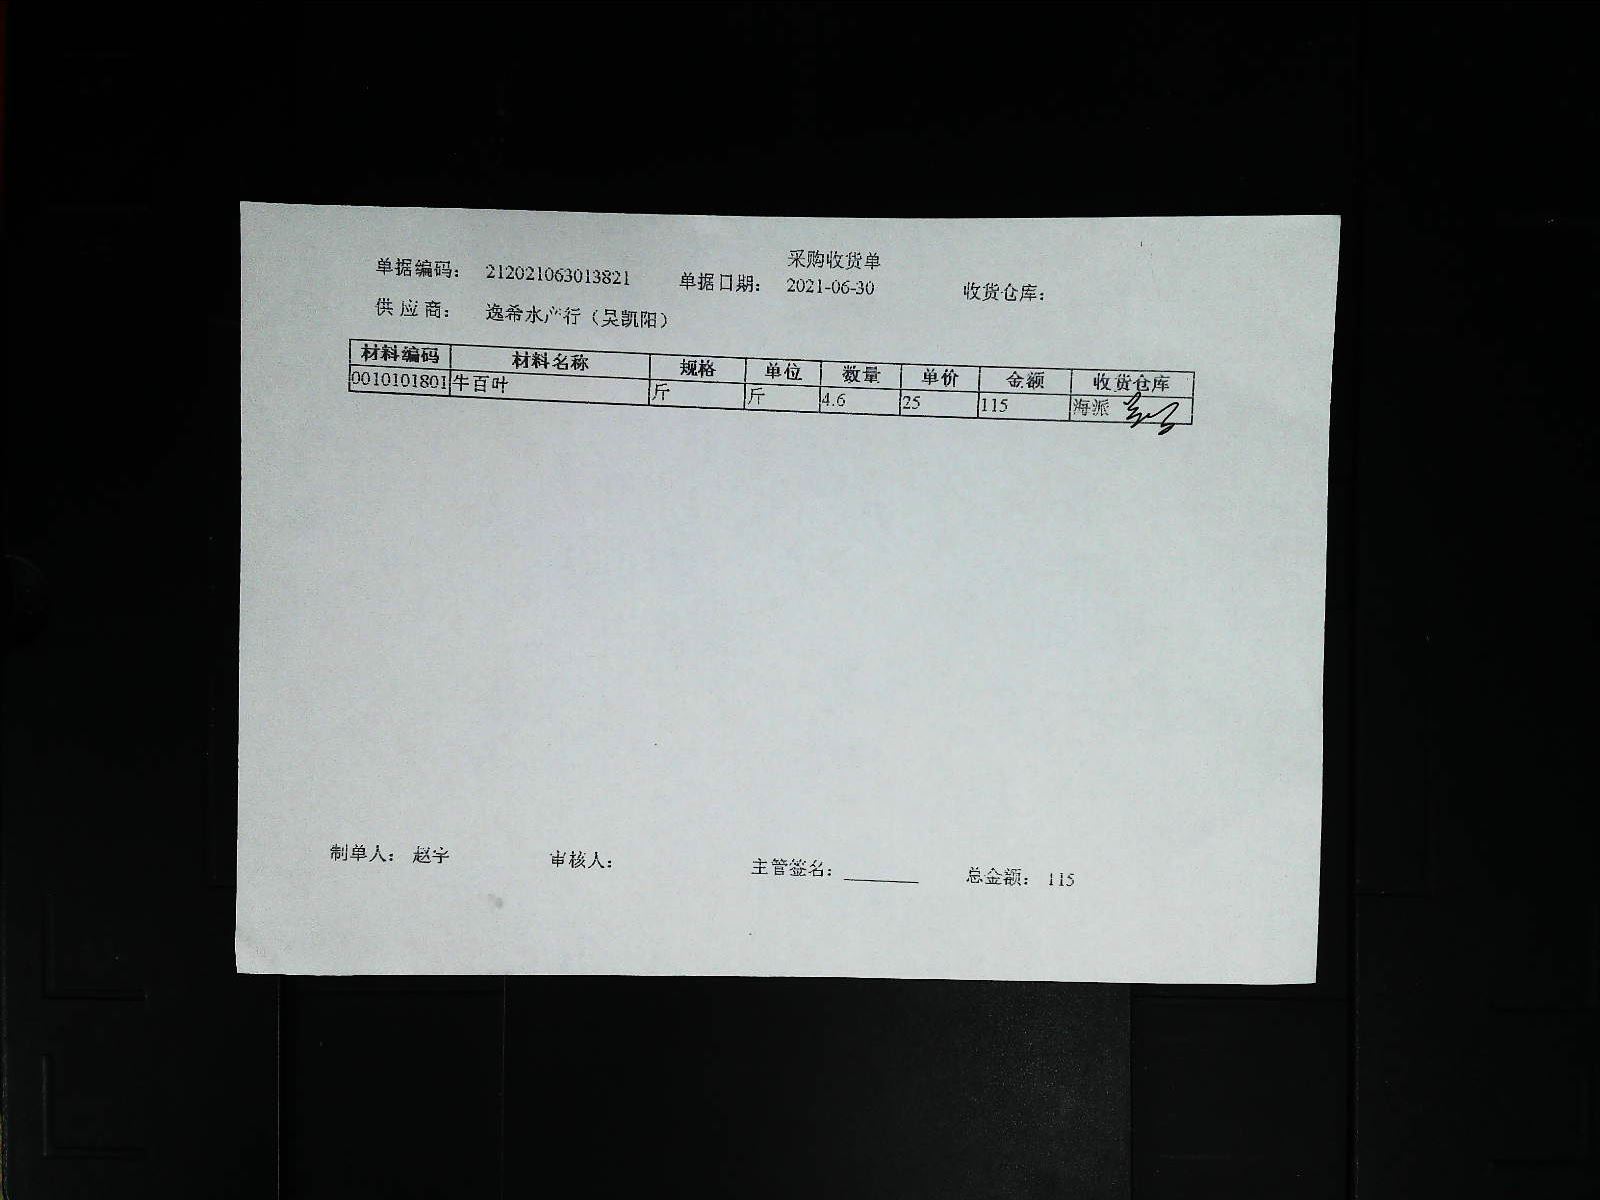 采购收货单
单据编码： 212021063013821 单据日期： 2021-06-30 收货仓库：
供 应 商： 逸希水产行（吴凯阳）
材料编码 材料名称 规格 单位 数量 单价 金额 收货仓库
0010101801 牛百叶 斤 斤 4.6 25 115 海派
制单人： 赵宇 审核人： 主管签名： 总金额： 115